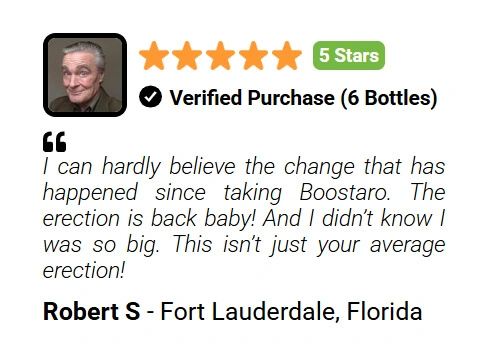 5 Stars
Verified Purchase (6 Bottles)
I can hardly believe the change that has
happened since taking Boostaro. The
erection is back baby! And I didn’t know I
was so big. This isn’t just your average
erection!
Robert S - Fort Lauderdale, Florida